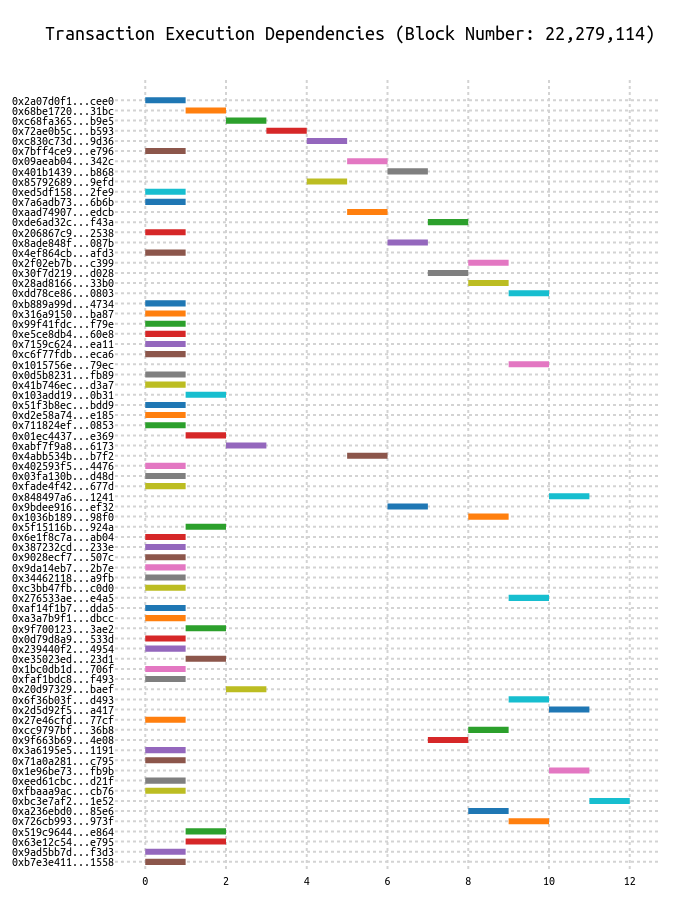 Transaction Execution Dependencies (Block Number: 22,279,114)
0x2a07d0f1...cee0
0x68be1720...31bc
0xc68fa365...b9e5
0x72ae0b5c...b593
0xc830c73d...9d36
0x7bff4ce9...e796
0x09aeab04...342c
0x401b1439...b868
0x85792689...9efd
0xed5df158...2fe9
0x7a6adb73...6b6b
0xaad74907...edcb
0xde6ad32c...f43a
0x206867c9...2538
0x8ade848f...087b
0x4ef864cb...afd3
0x2f02eb7b...c399
0x30f7d219...d028
0x28ad8166...33b0
0xdd78ce86...0803
0xb889a99d...4734
0x316a9150...ba87
0x99f41fdc...f79e
0xe5ce8db4...60e8
0x7159c624...ea11
0xc6f77fdb...eca6
0x1015756e...79ec
0x0d5b8231...fb89
0x41b746ec...d3a7
0x103add19...0b31
0x51f3b8ec...bdd9
0xd2e58a74...e185
0x711824ef...0853
0x01ec4437...e369
0xabf7f9a8...6173
0x4abb534b...b7f2
0x402593f5...4476
0x03fa130b...d48d
0xfade4f42...677d
0x848497a6...1241
0x9bdee916...ef32
0x1036b189...98f0
0x5f15116b...924a
0x6e1f8c7a...ab04
0x387232cd...233e
0x9028ecf7...507c
0x9da14eb7...2b7e
0x34462118...a9fb
0xc3bb47fb...c0d0
0x276533ae...e4a5
0xaf14f1b7...dda5
0xa3a7b9f1...dbcc
0x9f700123...3ae2
0x0d79d8a9...533d
0x239440f2...4954
0xe35023ed...23d1
0x1bc0db1d...706f
0xfaf1bdc8...f493
0x20d97329...baef
0x6f36b03f...d493
0x2d5d92f5...a417
0x27e46cfd...77cf
0xcc9797bf...36b8
0x9f663b69...4e08
0x3a6195e5...1191
0x71a0a281...c795
0x1e96be73...fb9b
0xeed61cbc...d21f
0xfbaaa9ac...cb76
0xbc3e7af2...1e52
0xa236ebd0...85e6
0x726cb993...973f
0x519c9644...e864
0x63e12c54...e795
0x9ad5bb7d...f3d3
0xb7e3e411...1558
0 2 4 6 8 10 12